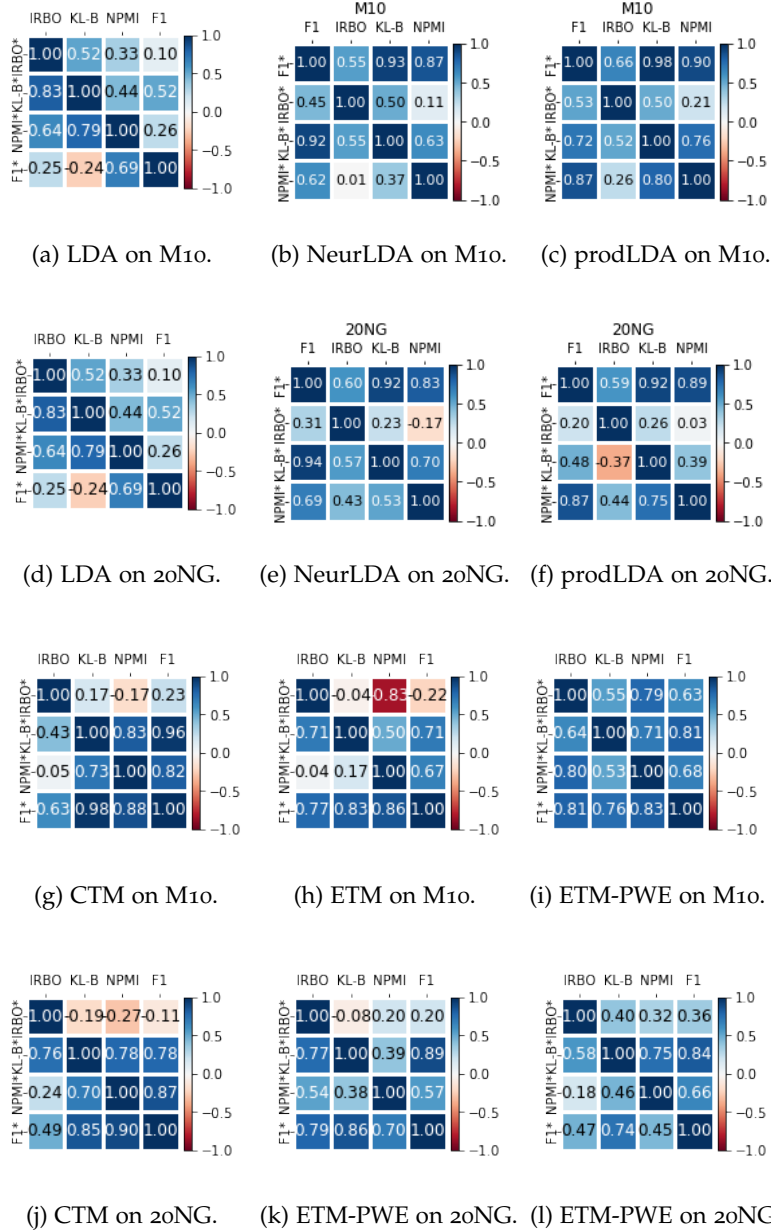 M10 M10
IRBO KL-B NPMI F1 F1 IRBO KL-B NPMI F1 IRBO KL-B NPMI
IRBO* 1.00 0.52 0.33 0.10 1.0 F1* 1.00 0.55 0.93 0.87 1.0 F1* 1.00 0.66 0.98 0.90 1.0
KL-B* 0.83 1.00 0.44 0.52 0.5 IRBO* 0.45 1.00 0.50 0.11 0.5 IRBO* 0.53 1.00 0.50 0.21 0.5
0.0 0.0 0.0
NPMI* 0.64 0.79 1.00 0.26 −0.5 KL-B* 0.92 0.55 1.00 0.63 −0.5 KL-B* 0.72 0.52 1.00 0.76 −0.5
F1* 0.25 -0.24 0.69 1.00 −1.0 NPMI* 0.62 0.01 0.37 1.00 −1.0 NPMI* 0.87 0.26 0.80 1.00 −1.0
(a) LDA on M10. (b) NeurLDA on M10. (c) prodLDA on M10.
20NG 20NG
IRBO KL-B NPMI F1 F1 IRBO KL-B NPMI F1 IRBO KL-B NPMI
IRBO* 1.00 0.52 0.33 0.10 1.0 F1* 1.00 0.60 0.92 0.83 1.0 F1* 1.00 0.59 0.92 0.89 1.0
KL-B* 0.83 1.00 0.44 0.52 0.5 IRBO* 0.31 1.00 0.23 -0.17 0.5 IRBO* 0.20 1.00 0.26 0.03 0.5
0.0 0.0 0.0
NPMI* 0.64 0.79 1.00 0.26 −0.5 KL-B* 0.94 0.57 1.00 0.70 −0.5 KL-B* 0.48 -0.37 1.00 0.39 −0.5
F1* 0.25 -0.24 0.69 1.00 −1.0 NPMI* 0.69 0.43 0.53 1.00 −1.0 NPMI* 0.87 0.44 0.75 1.00 −1.0
(d) LDA on 20NG. (e) NeurLDA on 20NG. (f) prodLDA on 20NG.
IRBO KL-B NPMI F1 IRBO KL-B NPMI F1 IRBO KL-B NPMI F1
IRBO* 1.00 0.17 -0.17 0.23 1.0 IRBO* 1.00 -0.04 -0.83 -0.22 1.0 IRBO* 1.00 0.55 0.79 0.63 1.0
KL-B* 0.43 1.00 0.83 0.96 0.5 KL-B* 0.71 1.00 0.50 0.71 0.5 KL-B* 0.64 1.00 0.71 0.81 0.5
0.0 0.0 0.0
NPMI* -0.05 0.73 1.00 0.82 −0.5 NPMI* -0.04 0.17 1.00 0.67 −0.5 NPMI* 0.80 0.53 1.00 0.68 −0.5
F1* 0.63 0.98 0.88 1.00 −1.0 F1* 0.77 0.83 0.86 1.00 −1.0 F1* 0.81 0.76 0.83 1.00 −1.0
(g) CTM on M10. (h) ETM on M10. (i) ETM-PWE on M10.
IRBO KL-B NPMI F1 IRBO KL-B NPMI F1 IRBO KL-B NPMI F1
IRBO* 1.00 -0.19 -0.27 -0.11 1.0 IRBO* 1.00 -0.08 0.20 0.20 1.0 IRBO* 1.00 0.40 0.32 0.36 1.0
KL-B* 0.76 1.00 0.78 0.78 0.5 KL-B* 0.77 1.00 0.39 0.89 0.5 KL-B* 0.58 1.00 0.75 0.84 0.5
0.0 0.0 0.0
NPMI* 0.24 0.70 1.00 0.87 −0.5 NPMI* 0.54 0.38 1.00 0.57 −0.5 NPMI* -0.18 0.46 1.00 0.66 −0.5
F1* 0.49 0.85 0.90 1.00 −1.0 F1* 0.79 0.86 0.70 1.00 −1.0 F1* 0.47 0.74 0.45 1.00 −1.0
(j) CTM on 20NG. (k) ETM-PWE on 20NG. (l) ETM-PWE on 20NG